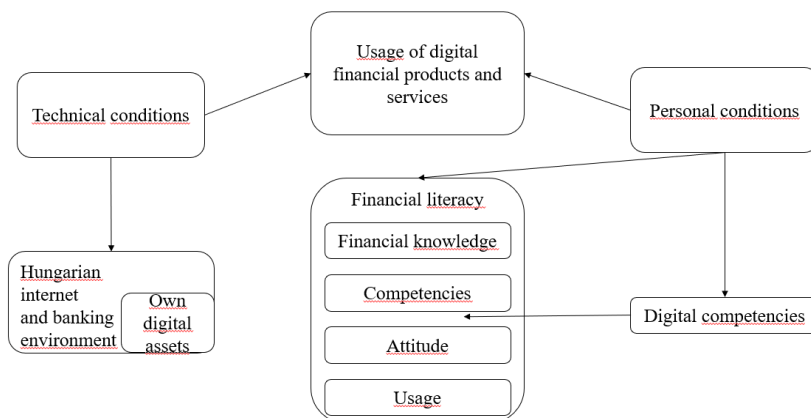 Usage of digital
financial products and
services
Technical conditions
Personal conditions
Financial literacy
Financial knowledge
Competencies
Attitude
Usage
Hungarian
internet
and banking
environment
Own
digital
assets
Digital competencies